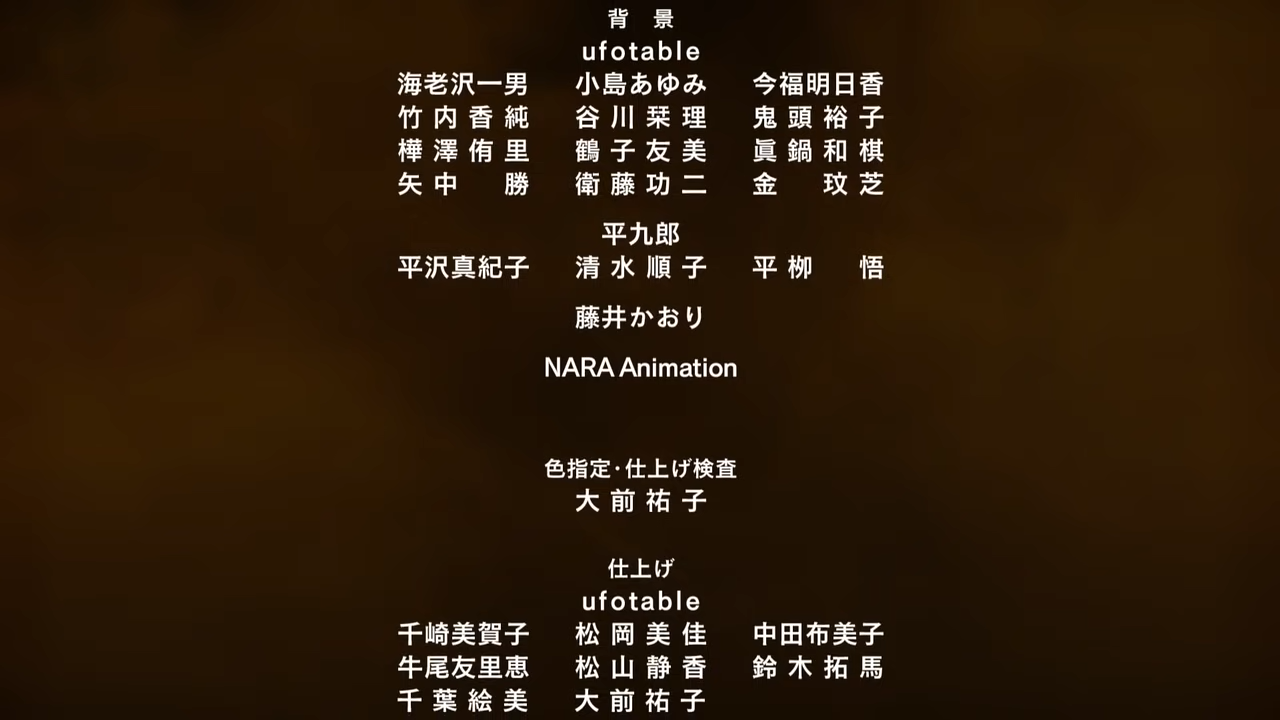 背 景
ufotable
海老沢一男 小島あゆみ 今福明日香
竹内香純 谷川栞理 鬼頭裕子
樺澤侑里 鶴子友美 眞鍋和棋
矢中 勝 衛藤功二 金 玟芝
平九郎
平沢真紀子 清水順子 平栁 悟
藤井かおり
NARA Animation
色指定・仕上げ検査
大前祐子
仕上げ
ufotable
千崎美賀子 松岡美佳 中田布美子
牛尾友里恵 松山静香 鈴木拓馬
千葉絵美 大前祐子